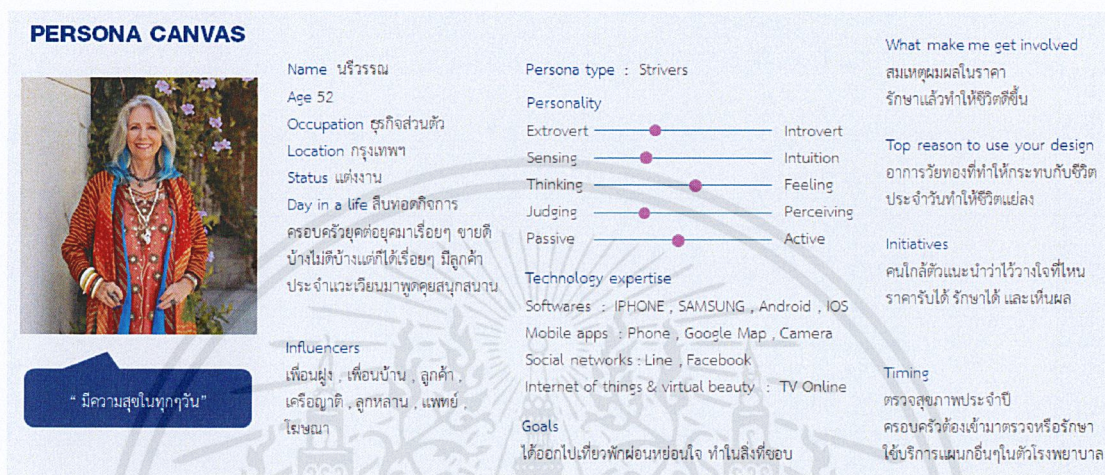 PERSONA CANVAS
“ มีความสุขในทุกๆวัน”
Name นรีวรรณ
Age 52
Occupation ธุรกิจส่วนตัว
Location กรุงเทพฯ
Status แต่งงาน
Day in a life สืบทอดกิจการ
ครอบครัวยุคต่อยุคมาเรื่อยๆ ขายดี
บ้างไม่ดีบ้างแต่ก็ได้เรื่อยๆ มีลูกค้า
ประจำแวะเวียนมาพูดคุยสนุกสนาน
Influencers
เพื่อนฝูง , เพื่อนบ้าน , ลูกค้า ,
เครือญาติ , ลูกหลาน , แพทย์ ,
โฆษณา
Persona type : Strivers
Personality
Extrovert Introvert
Sensing Intuition
Thinking Feeling
Judging Perceiving
Passive Active
Technology expertise
Softwares : IPHONE , SAMSUNG , Android , IOS
Mobile apps : Phone , Google Map , Camera
Social networks : Line , Facebook
Internet of things & virtual beauty : TV Online
Goals
ได้ออกไปเที่ยวพักผ่อนหย่อนใจ ทำในสิ่งที่ชอบ
What make me get involved
สมเหตุผมผลในราคา
รักษาแล้วทำให้ชีวิตดีขึ้น
Top reason to use your design
อาการวัยทองที่ทำให้กระทบกับชีวิต
ประจำวันทำให้ชีวิตแย่ลง
Initiatives
คนใกล้ตัวแนะนำว่าไว้วางใจที่ไหน
ราคารับได้ รักษาได้ และเห็นผล
Timing
ตรวจสุขภาพประจำปี
ครอบครัวต้องเข้ามาตรวจหรือรักษา
ใช้บริการแผนกอื่นๆในตัวโรงพยาบาล